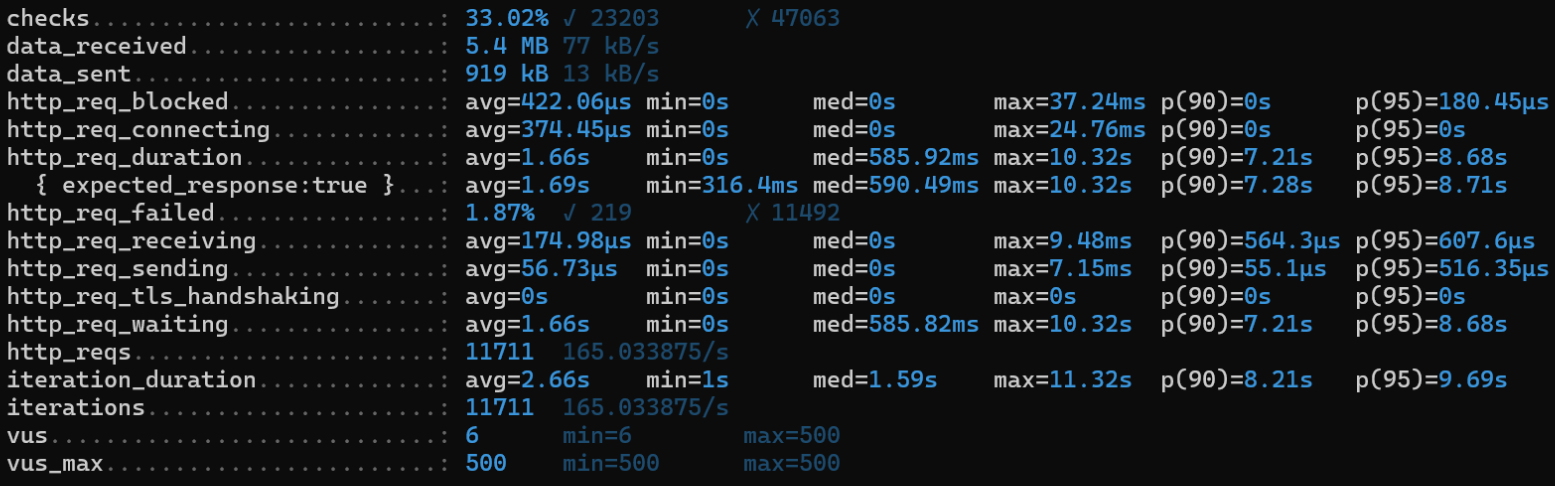 checks.........................: 33.02% ✓ 23203 ✗ 47063
data_received..................: 5.4 MB 77 kB/s
data_sent......................: 919 kB 13 kB/s
http_req_blocked...............: avg=422.06µs min=0s med=0s max=37.24ms p(90)=0s p(95)=180.45µs
http_req_connecting............: avg=374.45µs min=0s med=0s max=24.76ms p(90)=0s p(95)=0s
http_req_duration..............: avg=1.66s min=0s med=585.92ms max=10.32s p(90)=7.21s p(95)=8.68s
{ expected_response:true }...: avg=1.69s min=316.4ms med=590.49ms max=10.32s p(90)=7.28s p(95)=8.71s
http_req_failed................: 1.87% ✓ 219 ✗ 11492
http_req_receiving.............: avg=174.98µs min=0s med=0s max=9.48ms p(90)=564.3µs p(95)=607.6µs
http_req_sending...............: avg=56.73µs min=0s med=0s max=7.15ms p(90)=55.1µs p(95)=516.35µs
http_req_tls_handshaking.......: avg=0s min=0s med=0s max=0s p(90)=0s p(95)=0s
http_req_waiting...............: avg=1.66s min=0s med=585.82ms max=10.32s p(90)=7.21s p(95)=8.68s
http_reqs......................: 11711 165.033875/s
iteration_duration.............: avg=2.66s min=1s med=1.59s max=11.32s p(90)=8.21s p(95)=9.69s
iterations.....................: 11711 165.033875/s
vus............................: 6 min=6 max=500
vus_max........................: 500 min=500 max=500